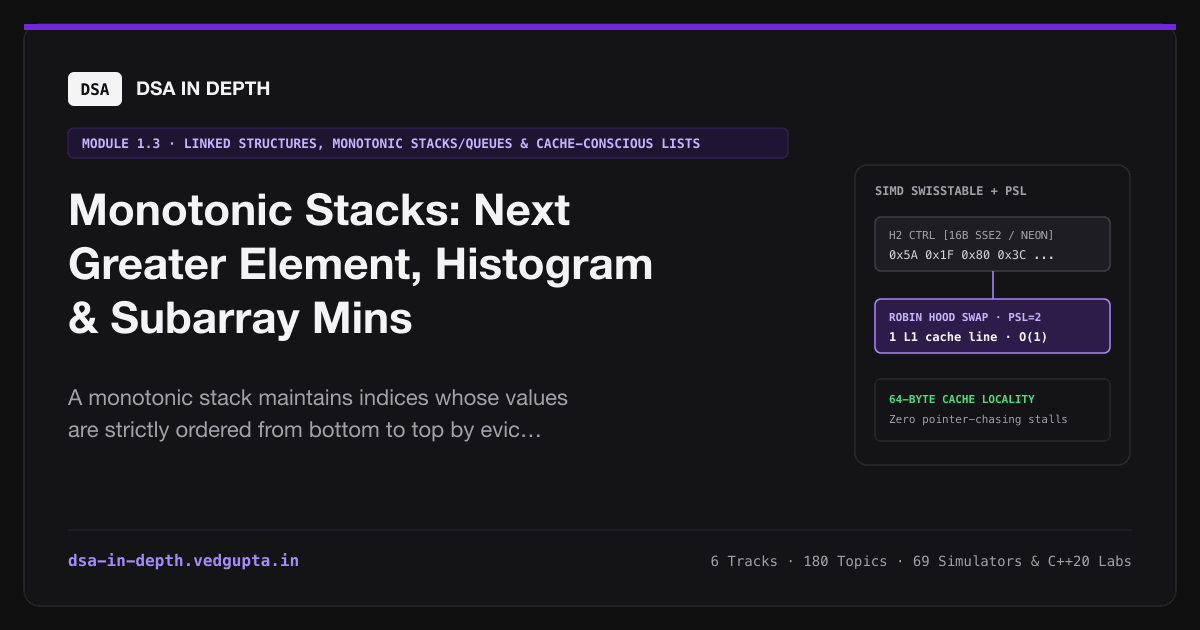 DSA
DSA IN DEPTH
MODULE 1.3 · LINKED STRUCTURES, MONOTONIC STACKS/QUEUES & CACHE-CONSCIOUS LISTS
Monotonic Stacks: Next
Greater Element, Histogram
& Subarray Mins
A monotonic stack maintains indices whose values
are strictly ordered from bottom to top by evic...
SIMD SWISSTABLE + PSL
H2 CTRL [16B SSE2 / NEON]
0x5A 0x1F 0x80 0x3C ...
ROBIN HOOD SWAP · PSL=2
1 L1 cache line · O(1)
64-BYTE CACHE LOCALITY
Zero pointer-chasing stalls
dsa-in-depth.vedgupta.in
6 Tracks · 180 Topics · 69 Simulators & C++20 Labs